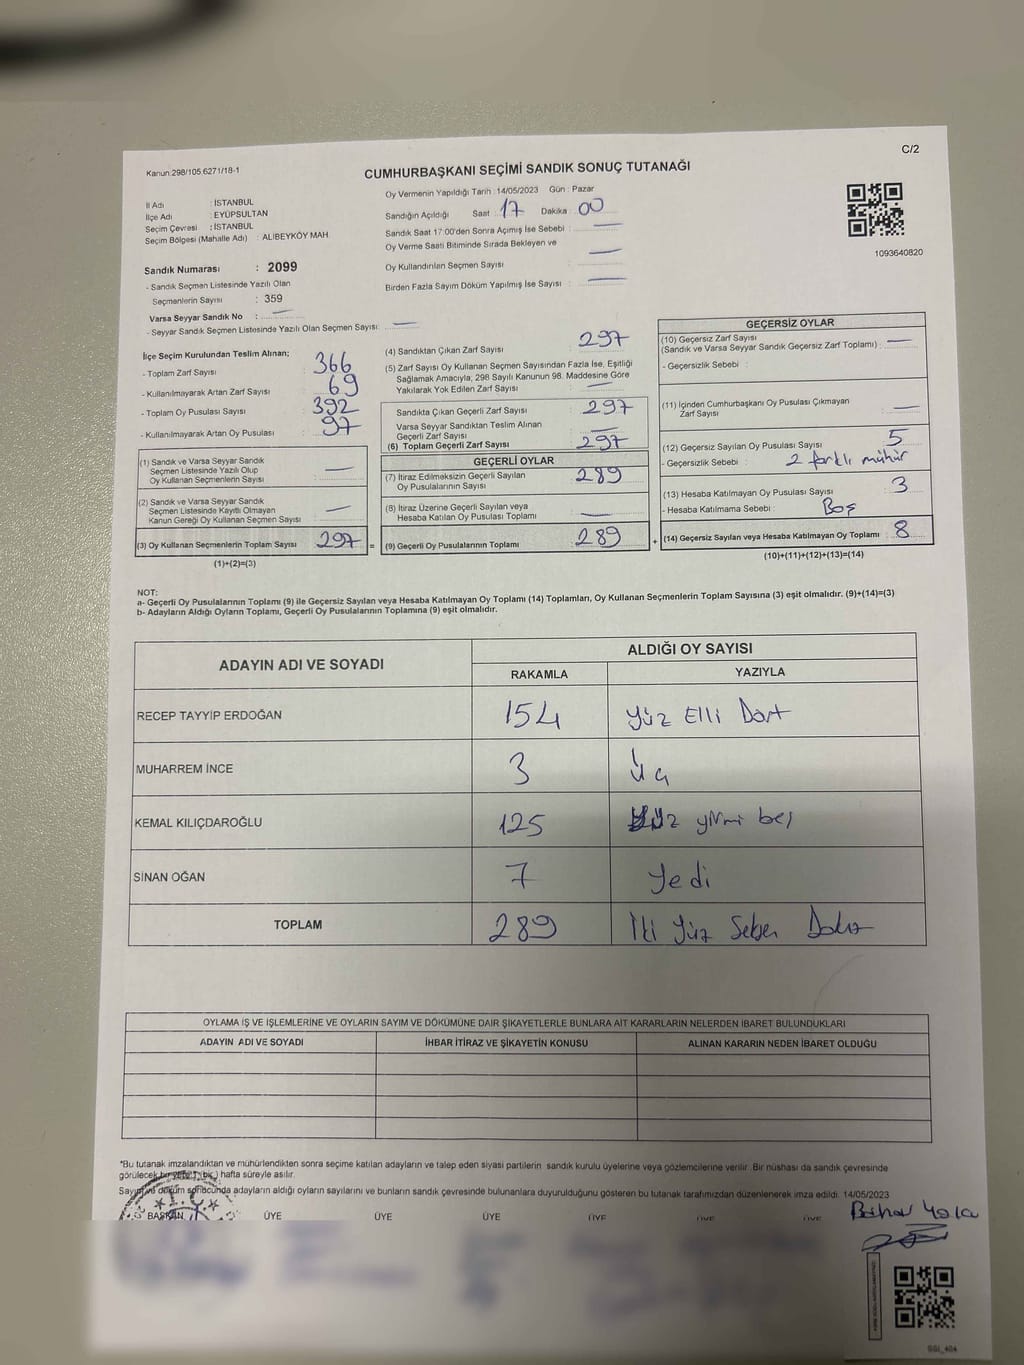 C/2
Kanun:298/105 6271/18-1
CUMHURBAŞKANI SEÇİMİ SANDIK SONUÇ TUTANAĞI
İl Adı : İSTANBUL
İlçe Adı : EYÜPSULTAN
Seçim Çevresi : İSTANBUL
Seçim Bölgesi (Mahalle Adı) : ALİBEYKÖY MAH.
Sandık Numarası : 2099
- Sandık Seçmen Listesinde Yazılı Olan
Seçmenlerin Sayısı : 359
Varsa Seyyar Sandık No :
- Seyyar Sandık Seçmen Listesinde Yazılı Olan Seçmen Sayısı:
Oy Vermenin Yapıldığı Tarih : 14/05/2023 Gün : Pazar
Sandığın Açıldığı Saat : 17 Dakika : 00
Sandık Saat 17:00'den Sonra Açımış İse Sebebi :
Oy Verme Saati Bitiminde Sırada Bekleyen ve
Oy Kullandırılan Seçmen Sayısı :
Birden Fazla Sayım Döküm Yapılmış İse Sayısı :
1093640820
İlçe Seçim Kurulundan Teslim Alınan;
- Toplam Zarf Sayısı : 366
- Kullanılmayarak Artan Zarf Sayısı : 69
- Toplam Oy Pusulası Sayısı : 392
- Kullanılmayarak Artan Oy Pusulası : 97
(1) Sandık ve Varsa Seyyar Sandık
Seçmen Listesinde Yazılı Olup
Oy Kullanan Seçmenlerin Sayısı :
(2) Sandık ve Varsa Seyyar Sandık
Seçmen Listesinde Kayıtlı Olmayan
Kanun Gereği Oy Kullanan Seçmen Sayısı :
(3) Oy Kullanan Seçmenlerin Toplam Sayısı : 297 =
(1)+(2)=(3)
(4) Sandıktan Çıkan Zarf Sayısı : 297
(5) Zarf Sayısı Oy Kullanan Seçmen Sayısından Fazla İse, Eşitliği
Sağlamak Amacıyla; 298 Sayılı Kanunun 98. Maddesine Göre
Yakılarak Yok Edilen Zarf Sayısı :
Sandıkta Çıkan Geçerli Zarf Sayısı : 297
Varsa Seyyar Sandıktan Teslim Alınan
Geçerli Zarf Sayısı :
(6) Toplam Geçerli Zarf Sayısı : 297
GEÇERLİ OYLAR
(7) İtiraz Edilmeksizin Geçerli Sayılan
Oy Pusulalarının Sayısı : 289
(8) İtiraz Üzerine Geçerli Sayılan veya
Hesaba Katılan Oy Pusulası Toplamı :
(9) Geçerli Oy Pusulalarının Toplamı : 289 +
GEÇERSİZ OYLAR
(10) Geçersiz Zarf Sayısı
(Sandık ve Varsa Seyyar Sandık Geçersiz Zarf Toplamı) :
- Geçersizlik Sebebi :
(11) İçinden Cumhurbaşkanı Oy Pusulası Çıkmayan
Zarf Sayısı :
(12) Geçersiz Sayılan Oy Pusulası Sayısı : 5
- Geçersizlik Sebebi : 2 farklı mühür
(13) Hesaba Katılmayan Oy Pusulası Sayısı : 3
- Hesaba Katılmama Sebebi : Boş
(14) Geçersiz Sayılan veya Hesaba Katılmayan Oy Toplamı : 8
(10)+(11)+(12)+(13)=(14)
NOT:
a- Geçerli Oy Pusulalarının Toplamı (9) ile Geçersiz Sayılan veya Hesaba Katılmayan Oy Toplamı (14) Toplamları, Oy Kullanan Seçmenlerin Toplam Sayısına (3) eşit olmalıdır. (9)+(14)=(3)
b- Adayların Aldığı Oyların Toplamı, Geçerli Oy Pusulalarının Toplamına (9) eşit olmalıdır.
ADAYIN ADI VE SOYADI ALDIĞI OY SAYISI
RAKAMLA YAZIYLA
RECEP TAYYİP ERDOĞAN 154 Yüz Elli Dört
MUHARREM İNCE 3 Üç
KEMAL KILIÇDAROĞLU 125 Yüz yirmi beş
SİNAN OĞAN 7 Yedi
TOPLAM 289 İki Yüz Seksen Dokuz
OYLAMA İŞ VE İŞLEMLERİNE VE OYLARIN SAYIM VE DÖKÜMÜNE DAİR ŞİKAYETLERLE BUNLARA AİT KARARLARIN NELERDEN İBARET BULUNDUKLARI
ADAYIN ADI VE SOYADI İHBAR İTİRAZ VE ŞİKAYETİN KONUSU ALINAN KARARIN NEDEN İBARET OLDUĞU
*Bu tutanak imzalandıktan ve mühürlendikten sonra seçime katılan adayların ve talep eden siyasi partilerin sandık kurulu üyelerine veya gözlemcilerine verilir. Bir nüshası da sandık çevresinde
görülecek bir yere (bir) hafta süreyle asılır.
Sayım ve döküm sonucunda adayların aldığı oyların sayılarını ve bunların sandık çevresinde bulunanlara duyurulduğunu gösteren bu tutanak tarafımızdan düzenlenerek imza edildi. 14/05/2023
BAŞKAN ÜYE ÜYE ÜYE ÜYE ÜYE ÜYE